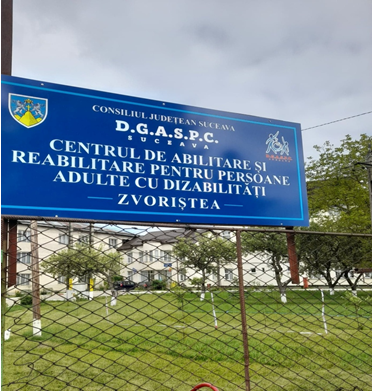 CONSILIUL JUDEȚEAN SUCEAVA
D.G.A.S.P.C.
SUCEAVA
CENTRUL DE ABILITARE ȘI
REABILITARE PENTRU PERSOANE
ADULTE CU DIZABILITĂȚI
ZVORIȘTEA